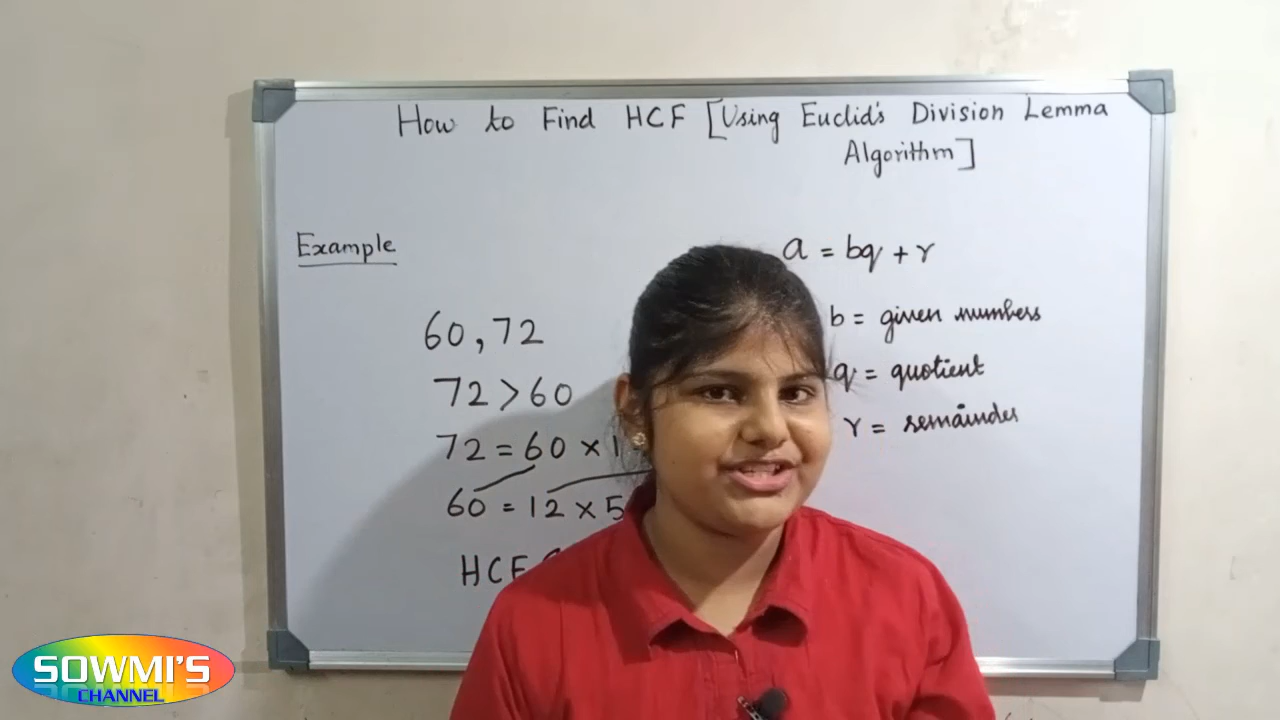 How to Find HCF [Using Euclid's Division Lemma
Algorithm]
Example
a = bq + r
60, 72
b = given numbers
72 > 60
q = quotient
72 = 60 × 1
r = remainder
60 = 12 × 5
HCF
SOWMI'S
CHANNEL